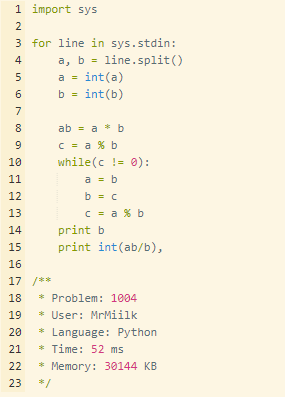 1 import sys
2
3 for line in sys.stdin:
4     a, b = line.split()
5     a = int(a)
6     b = int(b)
7
8     ab = a * b
9     c = a % b
10     while(c != 0):
11         a = b
12         b = c
13         c = a % b
14     print b
15     print int(ab/b),
16
17 /**
18  * Problem: 1004
19  * User: MrMiilk
20  * Language: Python
21  * Time: 52 ms
22  * Memory: 30144 KB
23  */